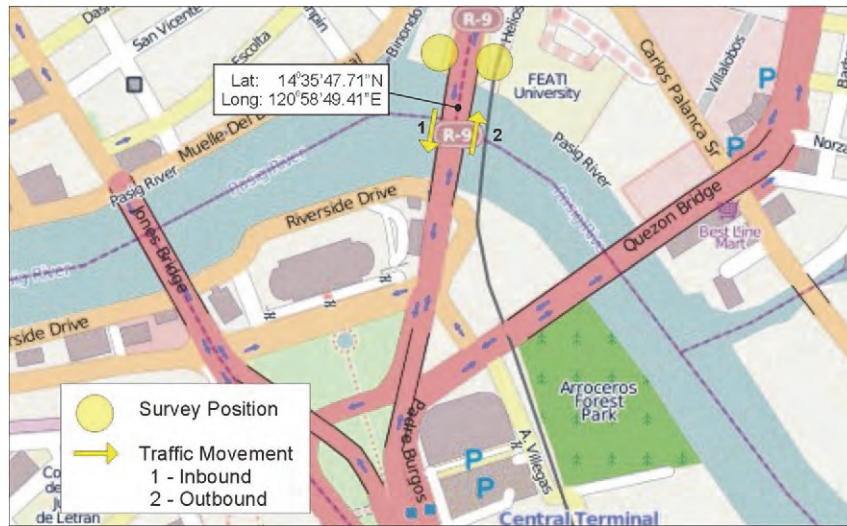 R-9
Helios
San Vicente
Escolta
Binondo
Lat: 14°35'47.71"N
Long: 120°58'49.41"E
FEATI
University
Carlos Palanca Sr
Villalobos
P
P
P
Norza
1
R-9
2
Pasig River
Pasig River
Pasig River
Pasig River
Jones Bridge
Riverside Drive
Quezon Bridge
Best Line
Mart
erside Drive
Arroceros
Forest
Park
Padre Burgos
A. Villegas
P
P
Central Terminal
de Letran
Survey Position
Traffic Movement
1 - Inbound
2 - Outbound